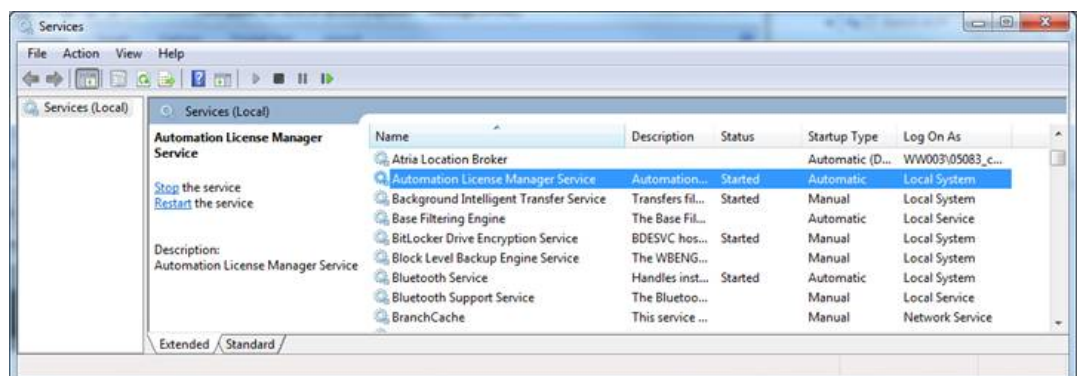 Services
File Action View Help
Services (Local)
Services (Local)
Automation License Manager Service
Stop the service
Restart the service
Description:
Automation License Manager Service
Name Description Status Startup Type Log On As
Atria Location Broker Automatic (D... WW003\05083_c...
Automation License Manager Service Automation... Started Automatic Local System
Background Intelligent Transfer Service Transfers fil... Started Manual Local System
Base Filtering Engine The Base Fil... Automatic Local Service
BitLocker Drive Encryption Service BDESVC hos... Started Manual Local System
Block Level Backup Engine Service The WBENG... Manual Local System
Bluetooth Service Handles inst... Started Automatic Local System
Bluetooth Support Service The Bluetoo... Manual Local Service
BranchCache This service ... Manual Network Service
Extended Standard